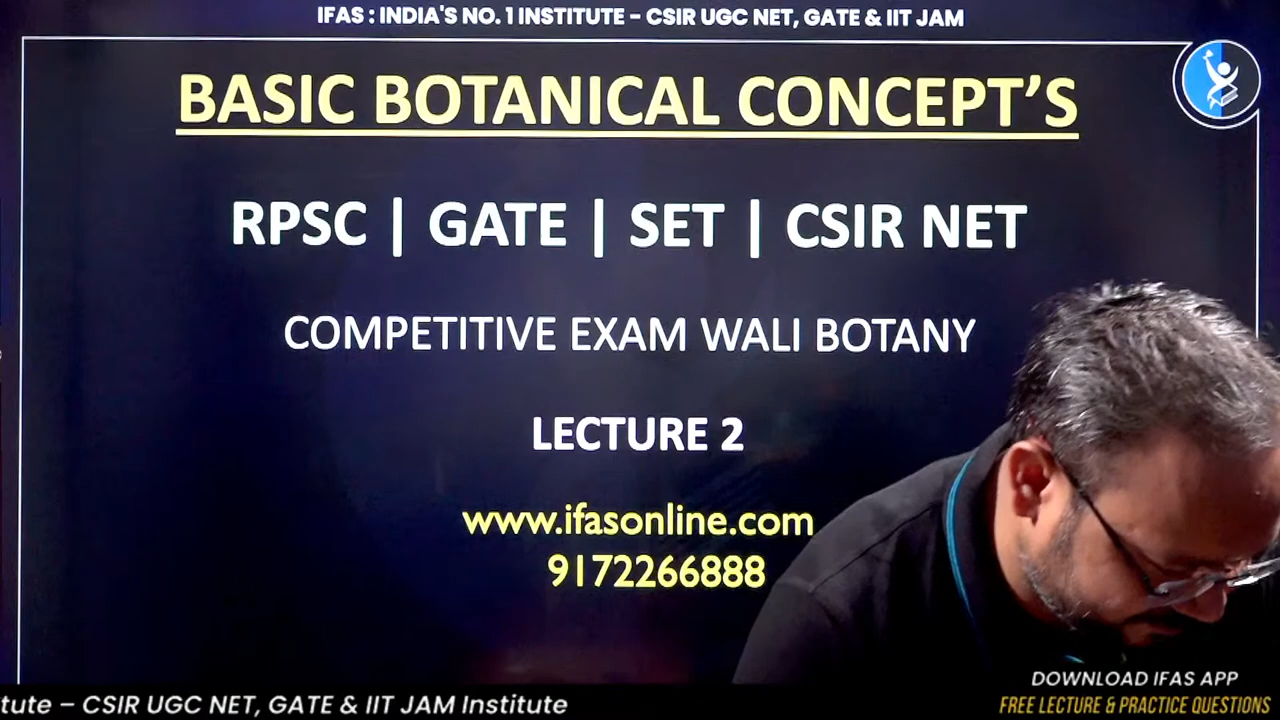 IFAS : INDIA'S NO. 1 INSTITUTE - CSIR UGC NET, GATE & IIT JAM
BASIC BOTANICAL CONCEPT'S
RPSC | GATE | SET | CSIR NET
COMPETITIVE EXAM WALI BOTANY
LECTURE 2
www.ifasonline.com
9172266888
DOWNLOAD IFAS APP
FREE LECTURE & PRACTICE QUESTIONS
tute – CSIR UGC NET, GATE & IIT JAM Institute